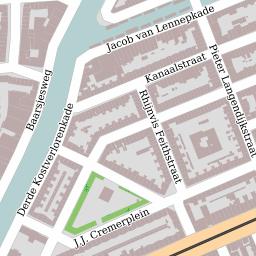 Jacob van Lennepkade
Kanaalstraat
Pieter Langendijkstraat
Baarsjesweg
Rhijnvis Feithstraat
Derde Kostverlorenkade
J.J. Cremerplein